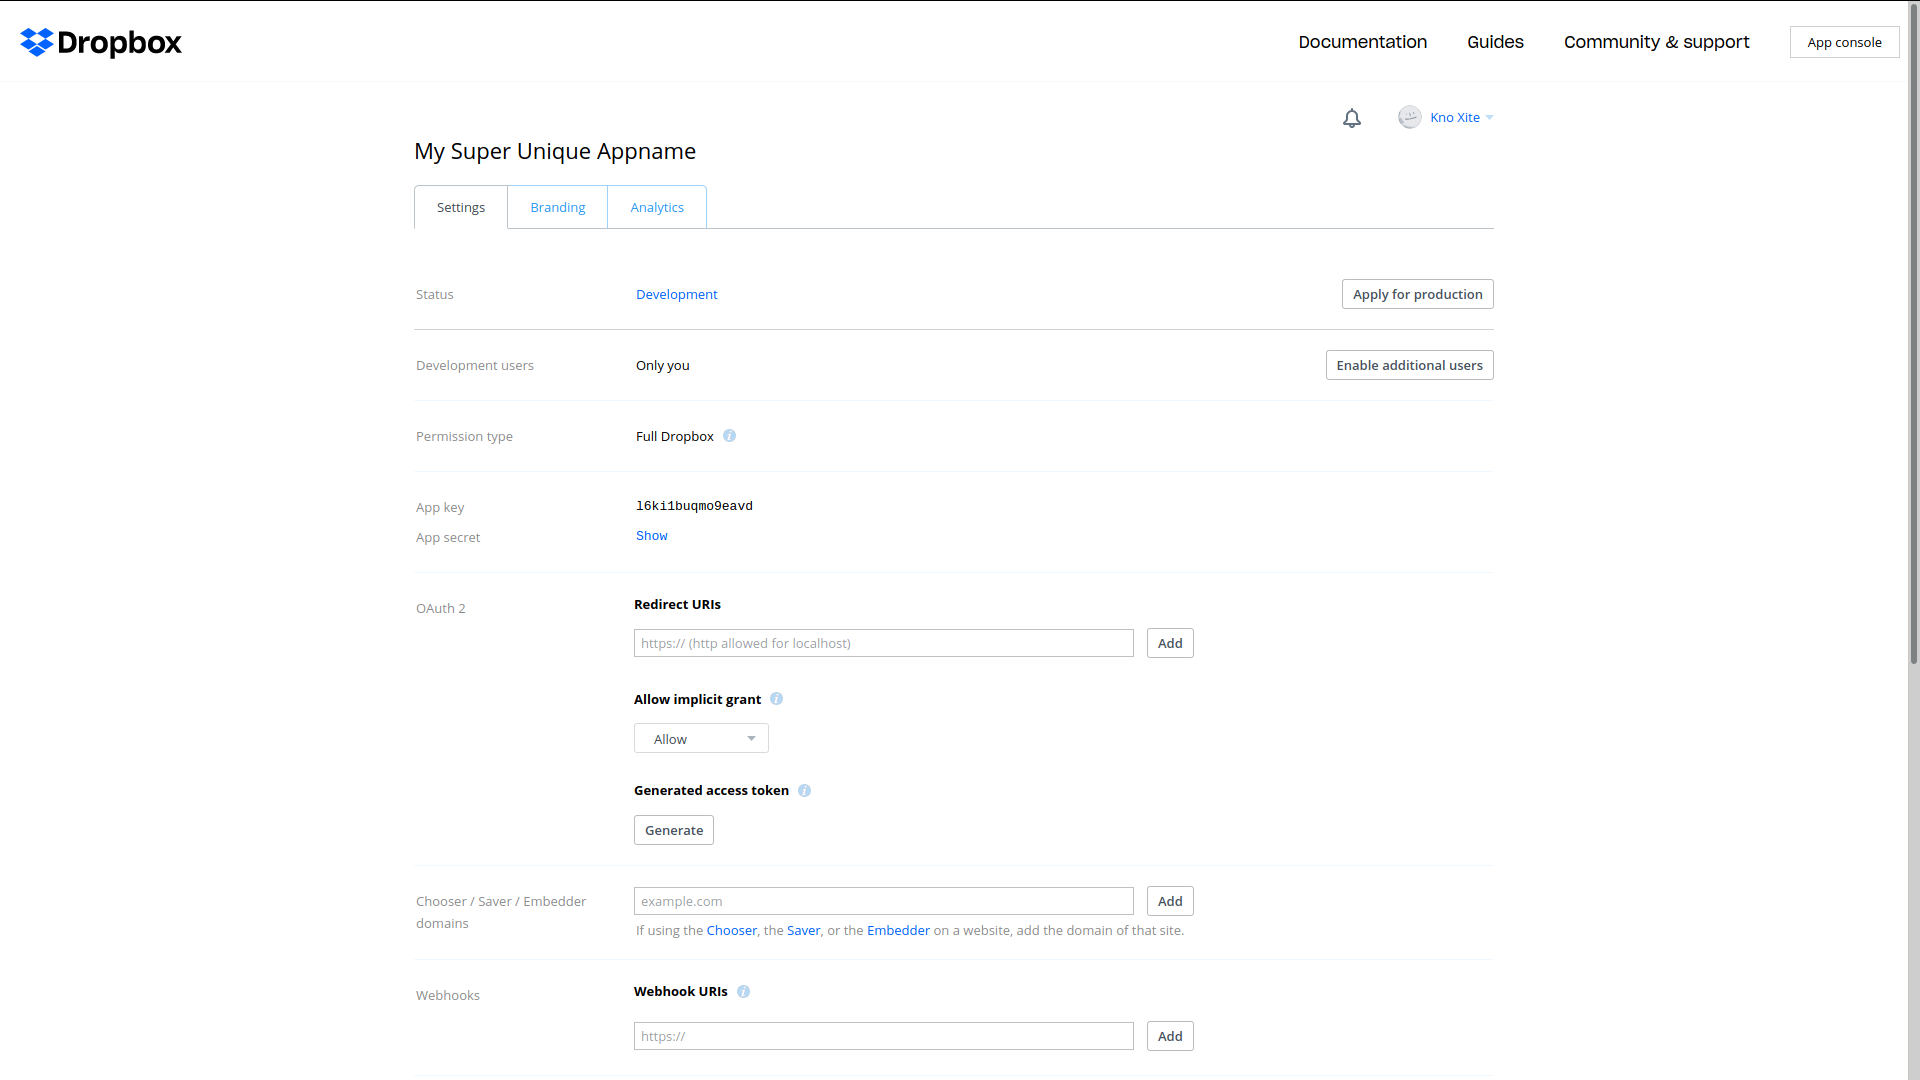 Dropbox
Documentation
Guides
Community & support
App console
Kno Xite
My Super Unique Appname
Settings
Branding
Analytics
Status
Development
Apply for production
Development users
Only you
Enable additional users
Permission type
Full Dropbox
App key
l6ki1buqmo9eavd
App secret
Show
OAuth 2
Redirect URIs
https:// (http allowed for localhost)
Add
Allow implicit grant
Allow
Generated access token
Generate
Chooser / Saver / Embedder
domains
example.com
Add
If using the Chooser, the Saver, or the Embedder on a website, add the domain of that site.
Webhooks
Webhook URIs
https://
Add